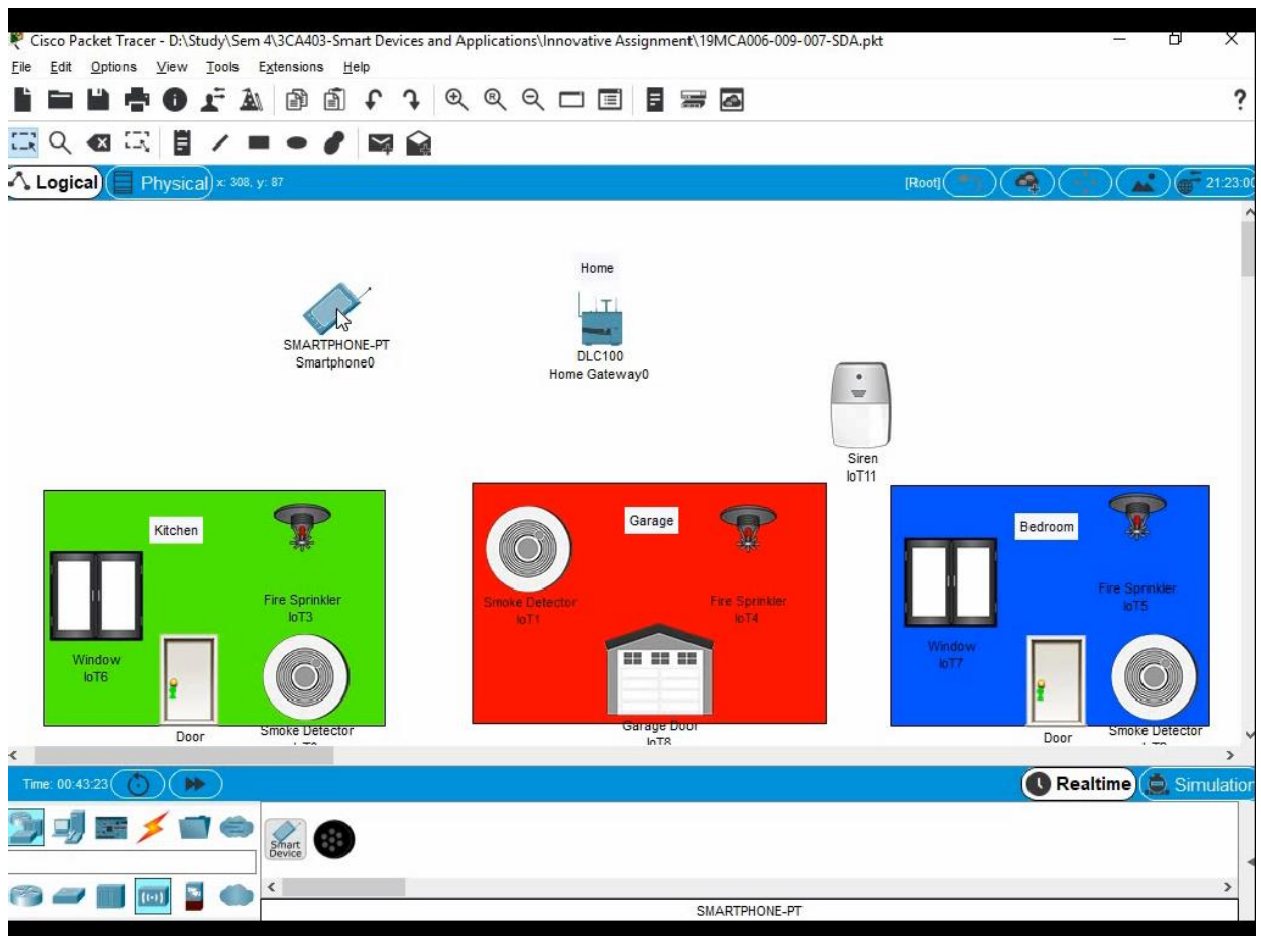 Cisco Packet Tracer - D:\Study\Sem 4\3CA403-Smart Devices and Applications\Innovative Assignment\19MCA006-009-007-SDA.pkt
File Edit Options View Tools Extensions Help
?
Logical Physical x: 308, y: 87 [Root] 21:23:00
Home
SMARTPHONE-PT
Smartphone0
DLC100
Home Gateway0
Siren
IoT11
Kitchen
Fire Sprinkler
IoT3
Window
IoT6
Door
Smoke Detector
Garage
Smoke Detector
IoT1
Fire Sprinkler
IoT4
Garage Door
IoT8
Bedroom
Fire Sprinkler
IoT5
Window
IoT7
Door
Smoke Detector
Time: 00:43:23 Realtime Simulation
Smart
Device
SMARTPHONE-PT